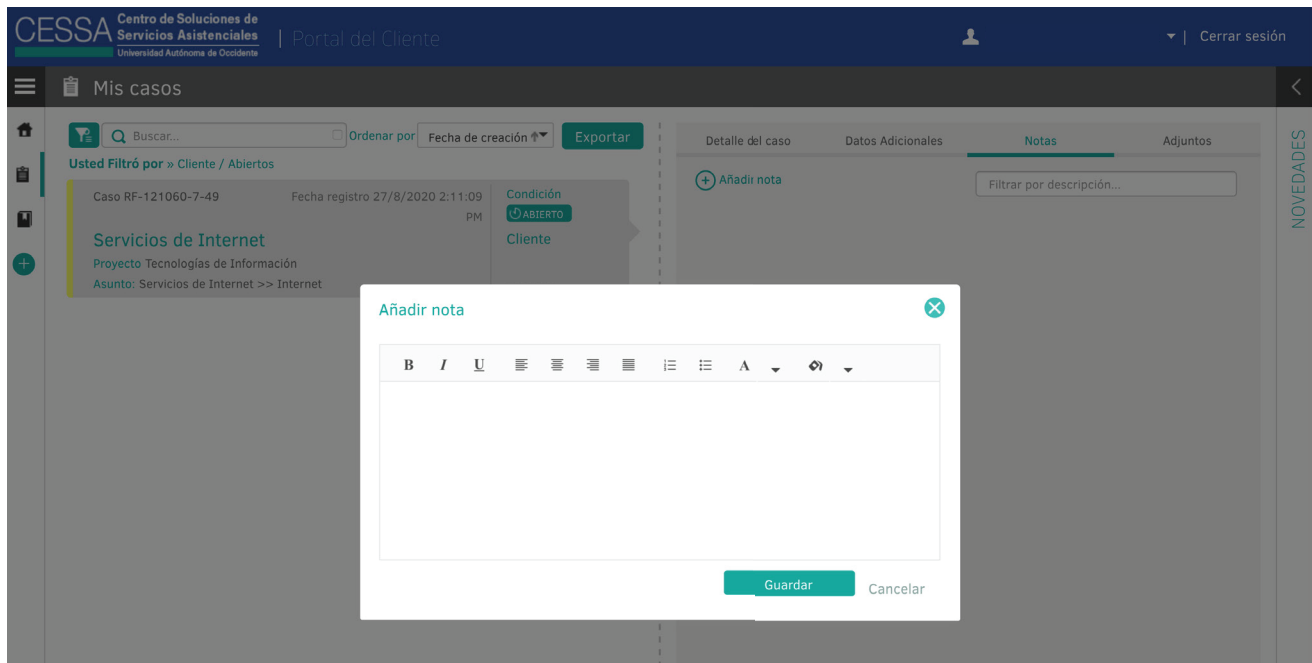 CESSA Centro de Soluciones de
Servicios Asistenciales
Universidad Autónoma de Occidente
| Portal del Cliente
| Cerrar sesión
Mis casos
Buscar...
Ordenar por
Fecha de creación
Exportar
Usted Filtró por » Cliente / Abiertos
Caso RF-121060-7-49
Fecha registro 27/8/2020 2:11:09
PM
Condición
ABIERTO
Cliente
Servicios de Internet
Proyecto Tecnologías de Información
Asunto: Servicios de Internet >> Internet
Detalle del caso
Datos Adicionales
Notas
Adjuntos
Añadir nota
Filtrar por descripción...
NOVEDADES
Añadir nota
B I U A
Guardar
Cancelar